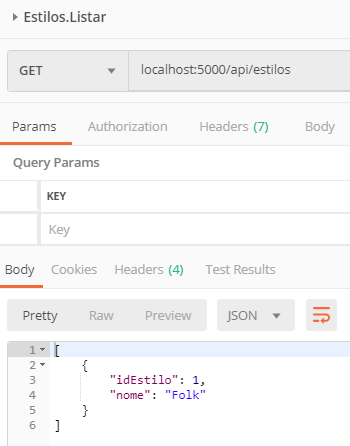 Estilos.Listar
GET localhost:5000/api/estilos
Params Authorization Headers (7) Body
Query Params
KEY
Key
Body Cookies Headers (4) Test Results
Pretty Raw Preview JSON
1 [
2 {
3 "idEstilo": 1,
4 "nome": "Folk"
5 }
6 ]